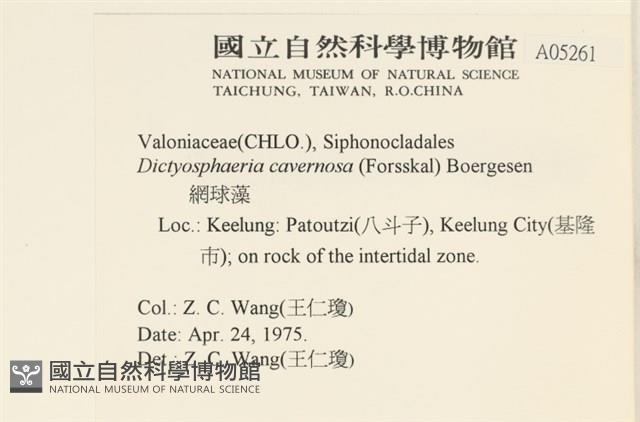 國立自然科學博物館 A05261
NATIONAL MUSEUM OF NATURAL SCIENCE
TAICHUNG, TAIWAN, R.O.CHINA
Valoniaceae(CHLO.), Siphonocladales
Dictyosphaeria cavernosa (Forsskal) Boergesen
網球藻
Loc.: Keelung: Patoutzi(八斗子), Keelung City(基隆
市); on rock of the intertidal zone.
Col.: Z. C. Wang(王仁瓊)
Date: Apr. 24, 1975.
Det.: Z. C. Wang(王仁瓊)
國立自然科學博物館
NATIONAL MUSEUM OF NATURAL SCIENCE